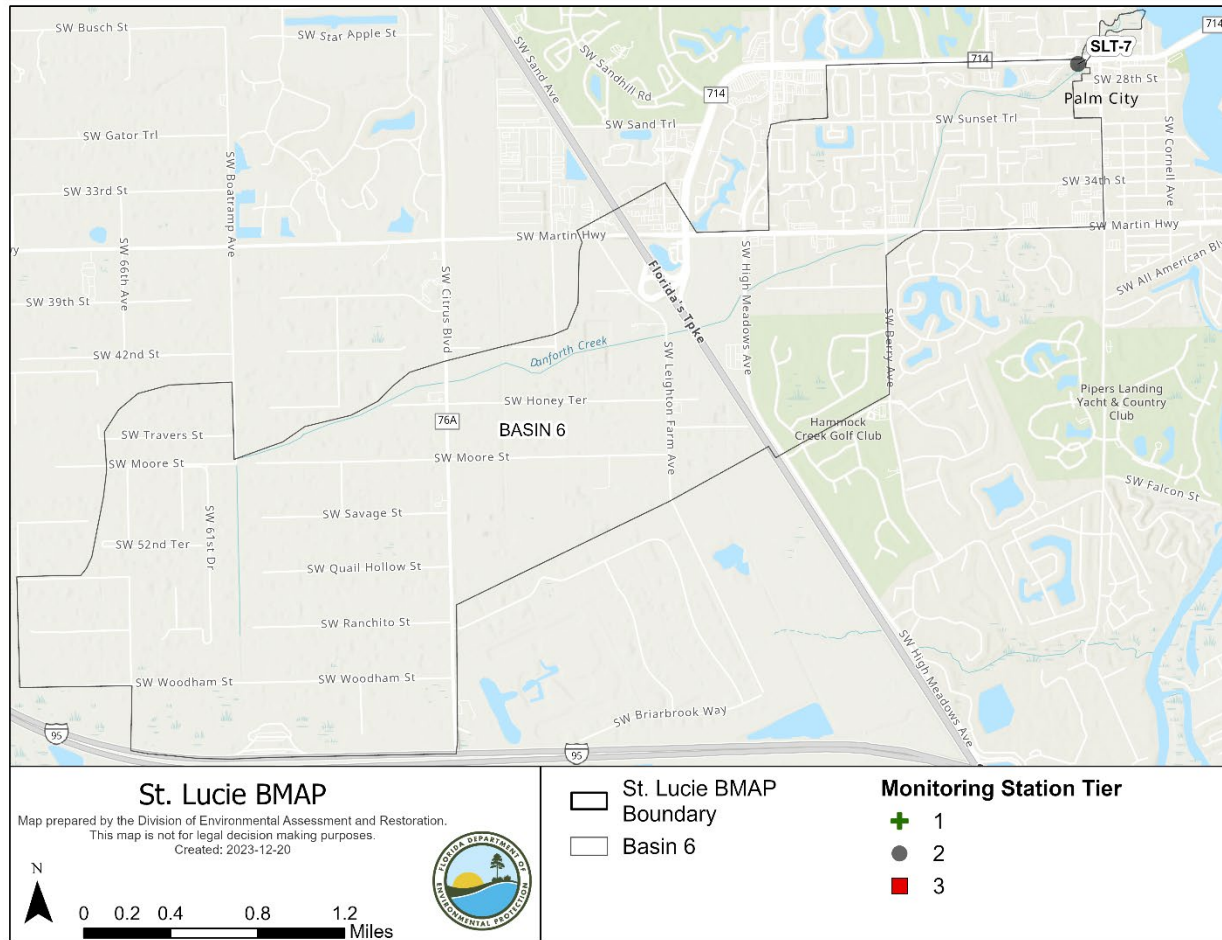 SW Busch St
SW Star Apple St
SW Sand Ave
SW Sandhill Rd
714
714
714
SLT-7
SW 28th St
Palm City
SW Gator Trl
SW Boatramp Ave
SW Sand Trl
SW Sunset Trl
SW Cornell Ave
SW 33rd St
SW 34th St
SW 66th Ave
SW Martin Hwy
SW Martin Hwy
SW Citrus Blvd
Florida's Tpke
SW High Meadows Ave
SW All American Blv
SW 39th St
SW 42nd St
Danforth Creek
SW Leighton Farm Ave
SW Berry Ave
SW Honey Ter
76A
BASIN 6
Hammock
Creek Golf Club
Pipers Landing
Yacht & Country
Club
SW Travers St
SW Moore St
SW Moore St
SW Falcon St
SW 61st Dr
SW Savage St
SW 52nd Ter
SW Quail Hollow St
SW Ranchito St
SW High Meadows Ave
SW Woodham St
SW Woodham St
SW Briarbrook Way
95
95
St. Lucie BMAP
Map prepared by the Division of Environmental Assessment and Restoration.
This map is not for legal decision making purposes.
Created: 2023-12-20
N
0 0.2 0.4 0.8 1.2
Miles
FLORIDA DEPARTMENT OF
ENVIRONMENTAL PROTECTION
St. Lucie BMAP
Boundary
Basin 6
Monitoring Station Tier
1
2
3